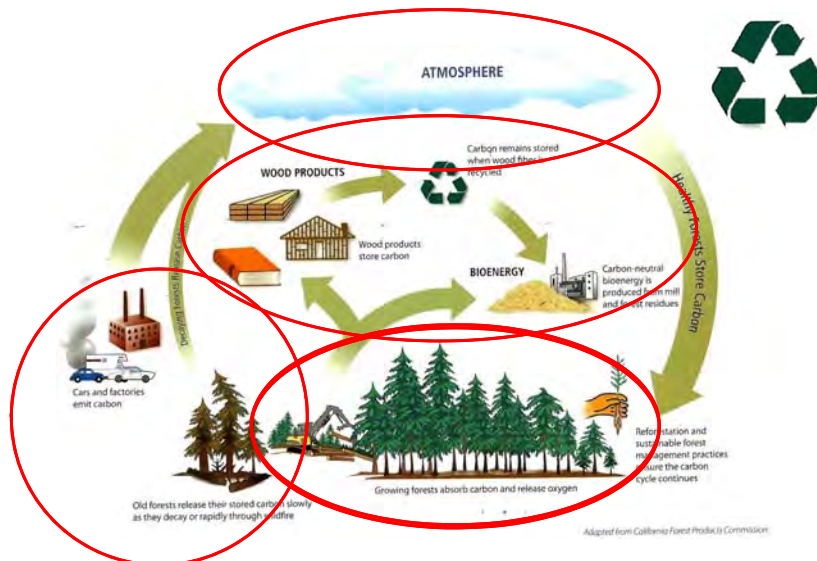 ATMOSPHERE
Carbon remains stored
when wood fiber is
recycled
WOOD PRODUCTS
Wood products
store carbon
BIOENERGY
Carbon-neutral
bioenergy is
produced from mill
and forest residues
Healthy Forests Store Carbon
Decaying Forests Release Carbon
Cars and factories
emit carbon
Reforestation and
sustainable forest
management practices
ensure the carbon
cycle continues
Growing forests absorb carbon and release oxygen
Old forests release their stored carbon slowly
as they decay or rapidly through wildfire
Adapted from California Forest Products Commission